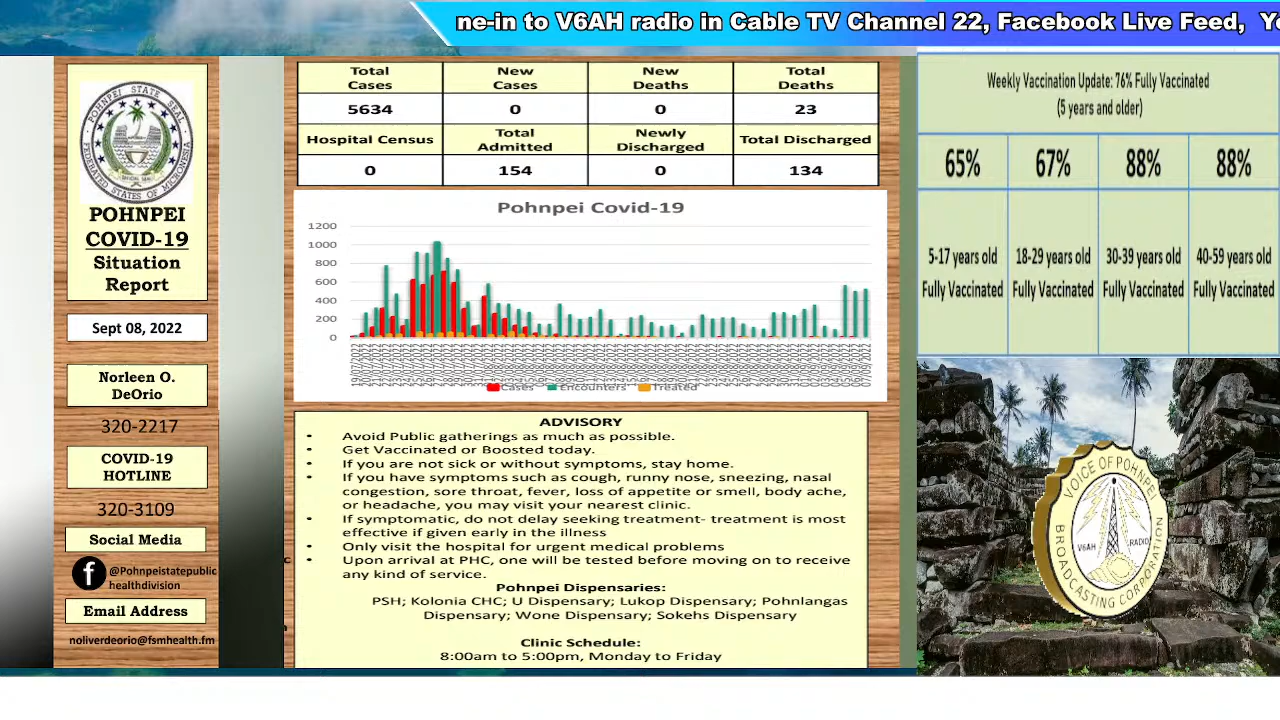 ne-in to V6AH radio in Cable TV Channel 22, Facebook Live Feed,
POHNPEI STATE SEAL
FEDERATED STATES OF MICRONESIA
POHNPEI
COVID-19
Situation
Report
Sept 08, 2022
Norleen O.
DeOrio
320-2217
COVID-19
HOTLINE
320-3109
Social Media
f @Pohnpeistatepublic
healthdivision
Email Address
noliverdeorio@fsmhealth.fm
Total Cases New Cases New Deaths Total Deaths
5634 0 0 23
Hospital Census Total Admitted Newly Discharged Total Discharged
0 154 0 134
Pohnpei Covid-19
1200
1000
800
600
400
200
0
Cases Encounters Treated
ADVISORY
• Avoid Public gatherings as much as possible.
• Get Vaccinated or Boosted today.
• If you are not sick or without symptoms, stay home.
• If you have symptoms such as cough, runny nose, sneezing, nasal
congestion, sore throat, fever, loss of appetite or smell, body ache,
or headache, you may visit your nearest clinic.
• If symptomatic, do not delay seeking treatment- treatment is most
effective if given early in the illness
• Only visit the hospital for urgent medical problems
• Upon arrival at PHC, one will be tested before moving on to receive
any kind of service.
Pohnpei Dispensaries:
PSH; Kolonia CHC; U Dispensary; Lukop Dispensary; Pohnlangas
Dispensary; Wone Dispensary; Sokehs Dispensary
Clinic Schedule:
8:00am to 5:00pm, Monday to Friday
Weekly Vaccination Update: 76% Fully Vaccinated
(5 years and older)
65% 67% 88% 88%
5-17 years old 18-29 years old 30-39 years old 40-59 years old
Fully Vaccinated Fully Vaccinated Fully Vaccinated Fully Vaccinated
VOICE OF POHNPEI
V6AH RADIO
BROADCASTING CORPORATION